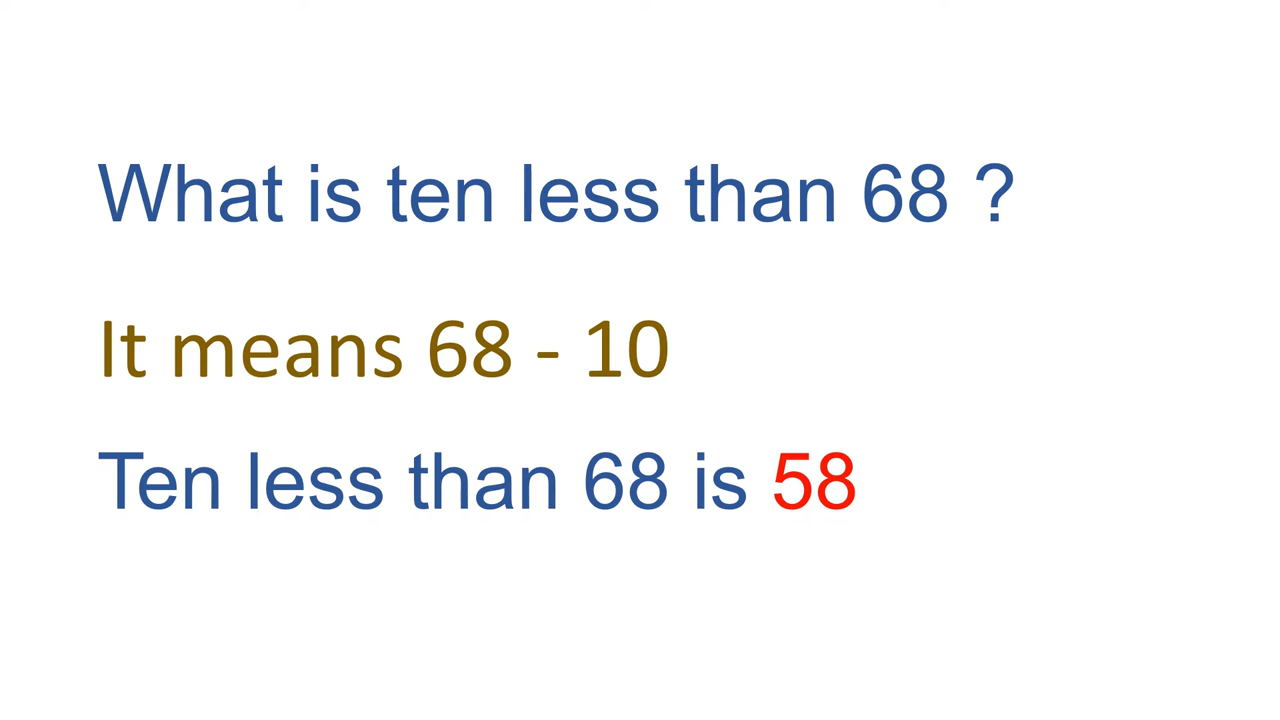 What is ten less than 68 ?
It means 68 - 10
Ten less than 68 is 58